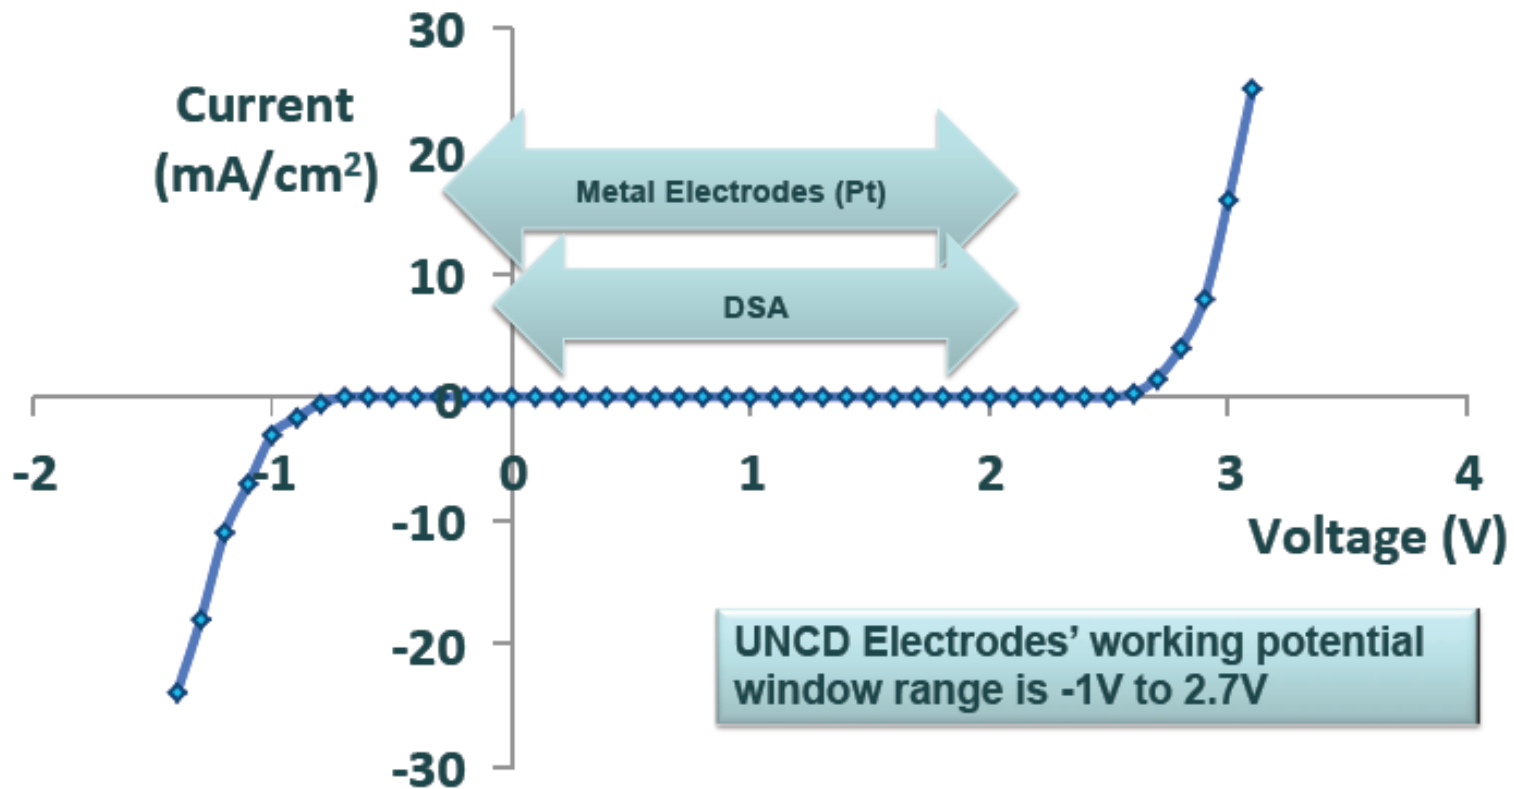 30
Current
(mA/cm²)
20
Metal Electrodes (Pt)
10
DSA
0
-2
-1
0
1
2
3
4
-10
Voltage (V)
UNCD Electrodes’ working potential
window range is -1V to 2.7V
-20
-30